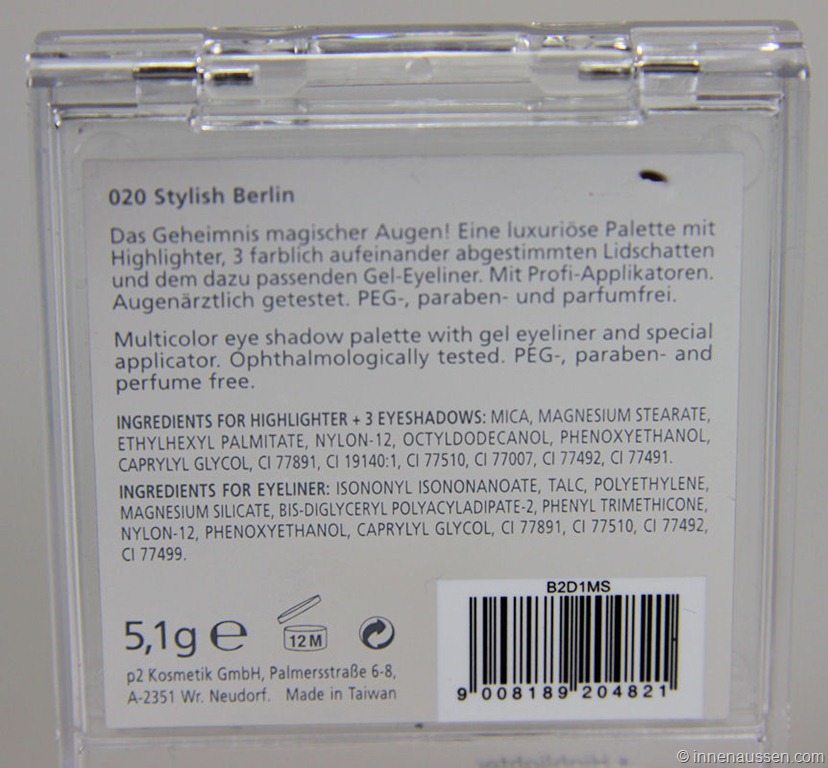 020 Stylish Berlin
Das Geheimnis magischer Augen! Eine luxuriöse Palette mit
Highlighter, 3 farblich aufeinander abgestimmten Lidschatten
und dem dazu passenden Gel-Eyeliner. Mit Profi-Applikatoren.
Augenärztlich getestet. PEG-, paraben- und parfumfrei.
Multicolor eye shadow palette with gel eyeliner and special
applicator. Ophthalmologically tested. PEG-, paraben- and
perfume free.
INGREDIENTS FOR HIGHLIGHTER + 3 EYESHADOWS: MICA, MAGNESIUM STEARATE,
ETHYLHEXYL PALMITATE, NYLON-12, OCTYLDODECANOL, PHENOXYETHANOL,
CAPRYLYL GLYCOL, CI 77891, CI 19140:1, CI 77510, CI 77007, CI 77492, CI 77491.
INGREDIENTS FOR EYELINER: ISONONYL ISONONANOATE, TALC, POLYETHYLENE,
MAGNESIUM SILICATE, BIS-DIGLYCERYL POLYACYLADIPATE-2, PHENYL TRIMETHICONE,
NYLON-12, PHENOXYETHANOL, CAPRYLYL GLYCOL, CI 77891, CI 77510, CI 77492,
CI 77499.
5,1g e
12 M
p2 Kosmetik GmbH, Palmersstraße 6-8,
A-2351 Wr. Neudorf. Made in Taiwan
B2D1MS
9 008189 204821
© innenaussen.com